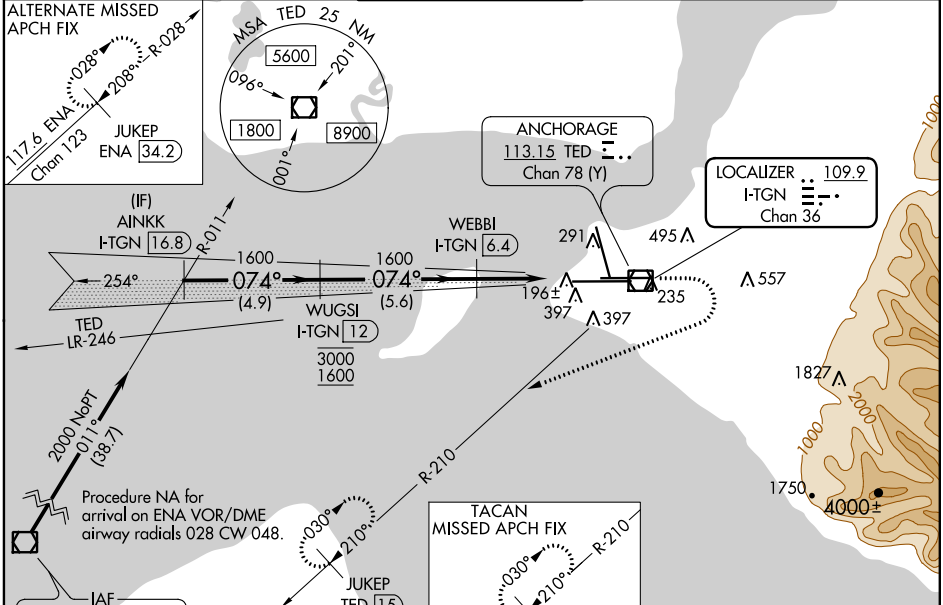 ALTERNATE MISSED
APCH FIX
028°
208°
R-028
117.6 ENA
Chan 123
JUKEP
ENA 34.2
MSA TED 25 NM
5600
096°
201°
1800
8900
001°
ANCHORAGE
113.15 TED
Chan 78 (Y)
LOCALIZER 109.9
I-TGN
Chan 36
(IF)
AINKK
I-TGN 16.8
R-011
WEBBI
I-TGN 6.4
291
495
1600
1600
254°
074°
074°
(4.9)
(5.6)
196±
235
557
397
397
TED
LR-246
WUGSI
I-TGN 12
3000
1600
1827
1000
2000
1000
2000 NoPT
011°
(38.7)
R-210
1750
4000±
Procedure NA for
arrival on ENA VOR/DME
airway radials 028 CW 048.
030°
210°
JUKEP
TED 15
TACAN
MISSED APCH FIX
030°
210°
R-210
IAF